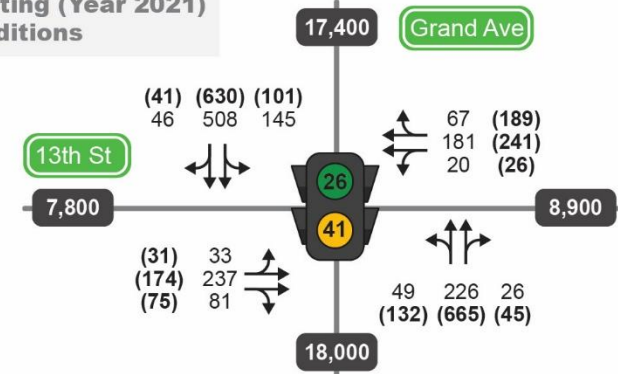 (Year 2021)
17,400
Grand Ave
(41) (630) (101)
46 508 145
67 (189)
181 (241)
20 (26)
13th St
26
7,800
8,900
41
(31) 33
(174) 237
(75) 81
49 226 26
(132) (665) (45)
18,000